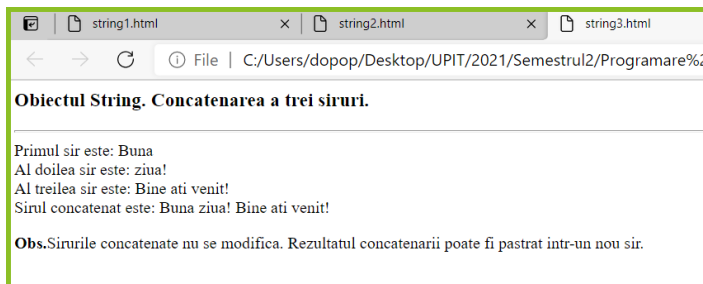 string1.html
string2.html
string3.html
File | C:/Users/dopop/Desktop/UPIT/2021/Semestrul2/Programare%2
Obiectul String. Concatenarea a trei siruri.
Primul sir este: Buna
Al doilea sir este: ziua!
Al treilea sir este: Bine ati venit!
Sirul concatenat este: Buna ziua! Bine ati venit!
Obs.Sirurile concatenate nu se modifica. Rezultatul concatenarii poate fi pastrat intr-un nou sir.